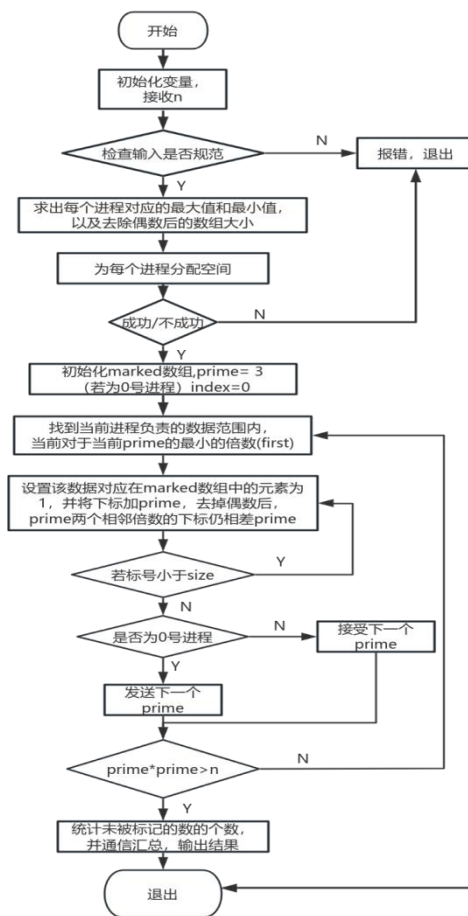 开始
初始化变量，
接收n
检查输入是否规范
N
报错，退出
Y
求出每个进程对应的最大值和最小值，
以及去除偶数后的数组大小
为每个进程分配空间
成功/不成功
N
Y
初始化marked数组,prime= 3
（若为0号进程）index=0
找到当前进程负责的数据范围内，
当前对于当前prime的最小的倍数(first)
设置该数据对应在marked数组中的元素为
1，并将下标加prime，去掉偶数后，
prime两个相邻倍数的下标仍相差prime
若标号小于size
Y
N
是否为0号进程
N
接受下一个
prime
Y
发送下一个
prime
prime*prime>n
N
Y
统计未被标记的数的个数，
并通信汇总，输出结果
退出